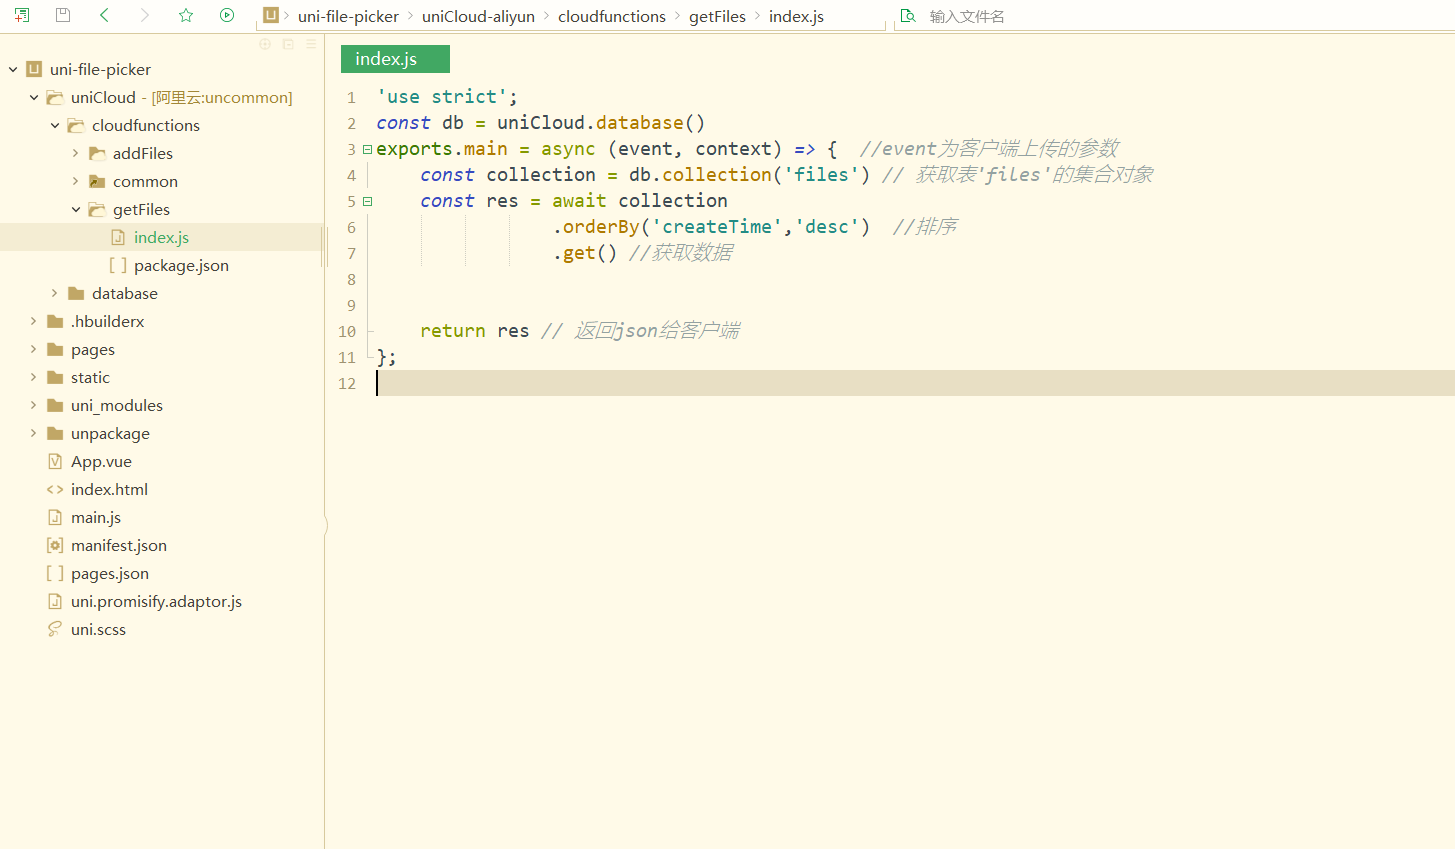 uni-file-picker > uniCloud-aliyun > cloudfunctions > getFiles > index.js
输入文件名
uni-file-picker
uniCloud - [阿里云:uncommon]
cloudfunctions
addFiles
common
getFiles
index.js
package.json
database
.hbuilderx
pages
static
uni_modules
unpackage
App.vue
index.html
main.js
manifest.json
pages.json
uni.promisify.adaptor.js
uni.scss
index.js
1 'use strict';
2 const db = uniCloud.database()
3 exports.main = async (event, context) => {  //event为客户端上传的参数
4     const collection = db.collection('files') // 获取表'files'的集合对象
5     const res = await collection
6                 .orderBy('createTime','desc')  //排序
7                 .get() //获取数据
8
9
10     return res // 返回json给客户端
11 };
12